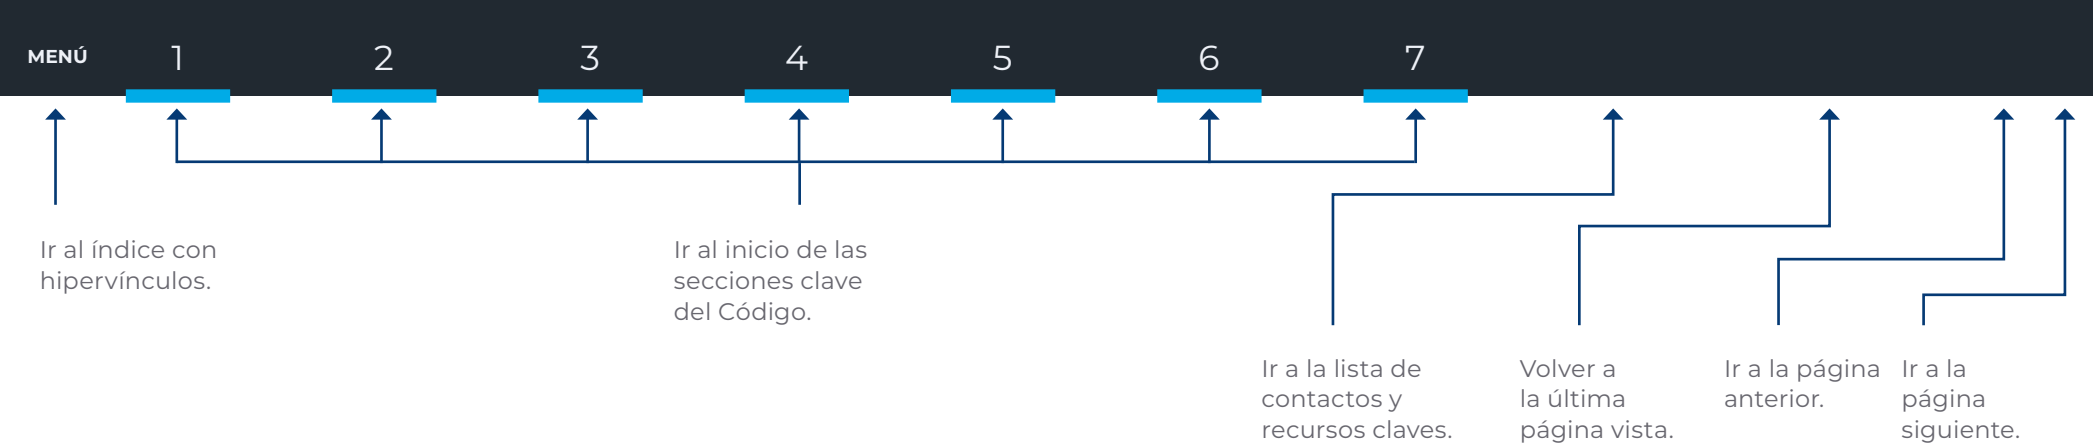 MENÚ 1 2 3 4 5 6 7
Ir al índice con
hipervínculos.
Ir al inicio de las
secciones clave
del Código.
Ir a la lista de
contactos y
recursos claves.
Volver a
la última
página vista.
Ir a la página
anterior.
Ir a la
página
siguiente.